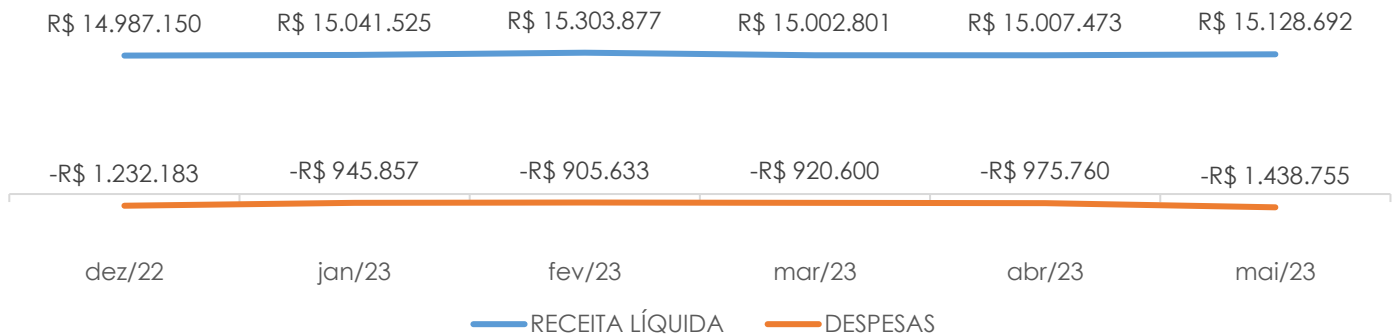 R$ 14.987.150 R$ 15.041.525 R$ 15.303.877 R$ 15.002.801 R$ 15.007.473 R$ 15.128.692
-R$ 1.232.183 -R$ 945.857 -R$ 905.633 -R$ 920.600 -R$ 975.760 -R$ 1.438.755
dez/22 jan/23 fev/23 mar/23 abr/23 mai/23
RECEITA LÍQUIDA DESPESAS